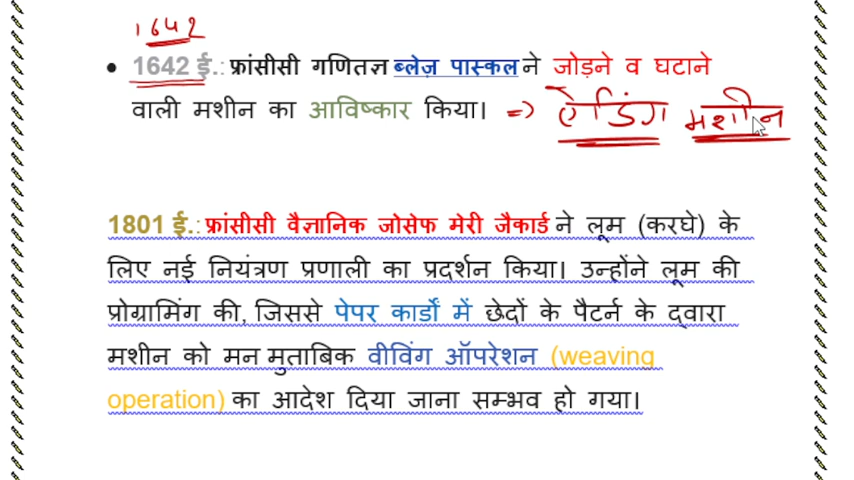 1642
• 1642 ई.: फ्रांसीसी गणितज्ञ ब्लेज़ पास्कल ने जोड़ने व घटाने
वाली मशीन का आविष्कार किया। => ऐडिंग मशीन
1801 ई.: फ्रांसीसी वैज्ञानिक जोसेफ मेरी जैकार्ड ने लूम (करघे) के
लिए नई नियंत्रण प्रणाली का प्रदर्शन किया। उन्होंने लूम की
प्रोग्रामिंग की, जिससे पेपर कार्डों में छेदों के पैटर्न के द्वारा
मशीन को मन मुताबिक वीविंग ऑपरेशन (weaving
operation) का आदेश दिया जाना सम्भव हो गया।